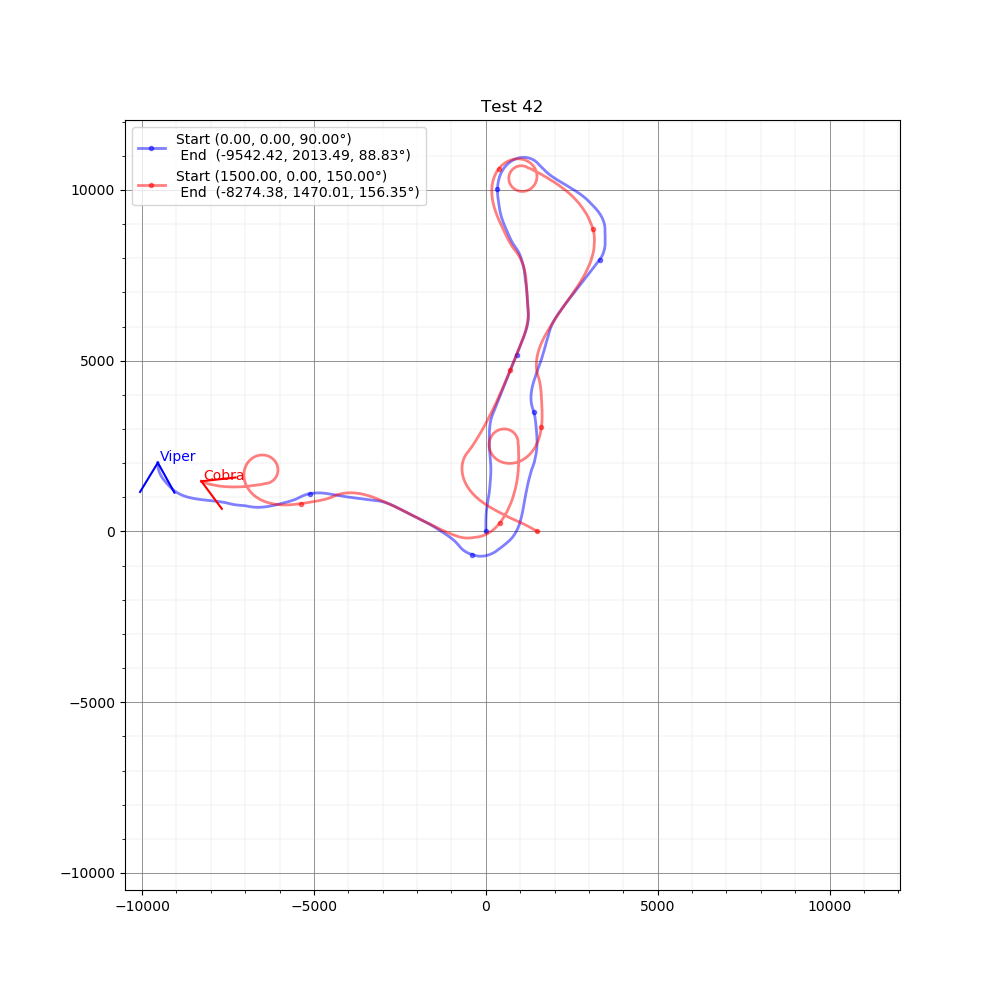 Test 42
Start (0.00, 0.00, 90.00°)
End (-9542.42, 2013.49, 88.83°)
Start (1500.00, 0.00, 150.00°)
End (-8274.38, 1470.01, 156.35°)
10000
5000
Viper
Cobra
0
−5000
−10000
−10000 −5000 0 5000 10000